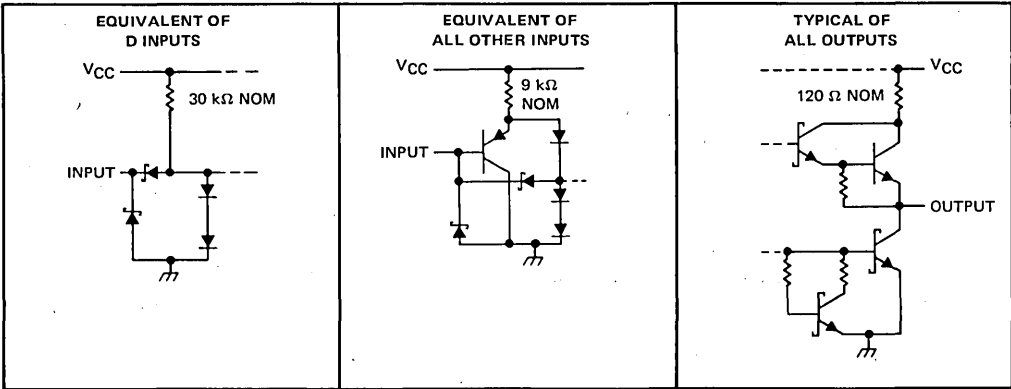 EQUIVALENT OF
D INPUTS
VCC
30 kΩ NOM
INPUT
EQUIVALENT OF
ALL OTHER INPUTS
VCC
9 kΩ
NOM
INPUT
TYPICAL OF
ALL OUTPUTS
VCC
120 Ω NOM
OUTPUT